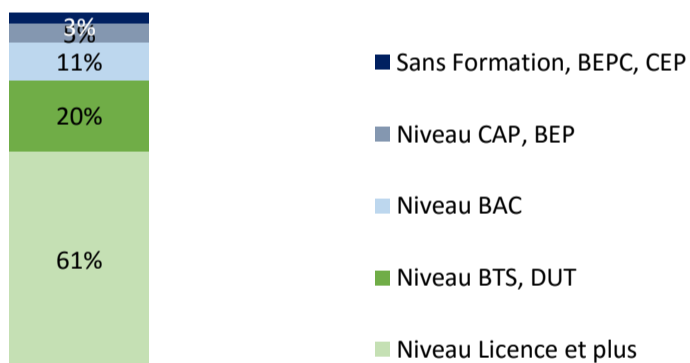 3%
5%
11%
20%
61%
Sans Formation, BEPC, CEP
Niveau CAP, BEP
Niveau BAC
Niveau BTS, DUT
Niveau Licence et plus